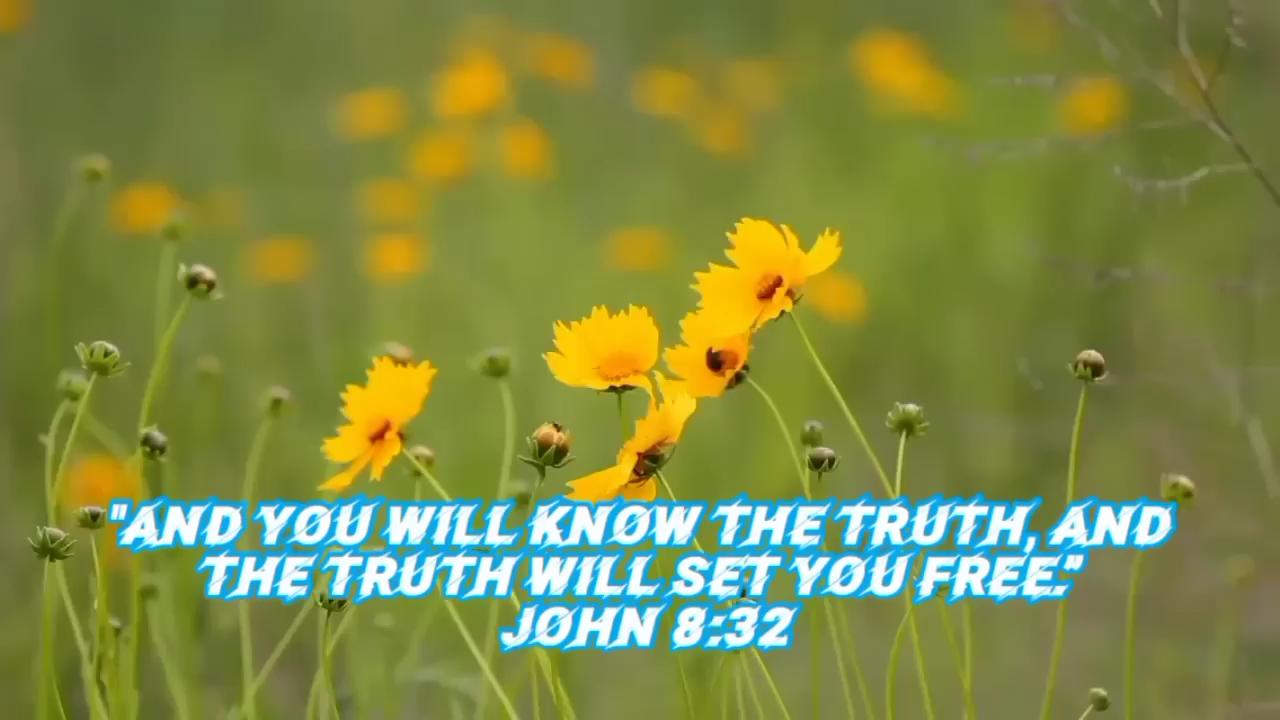 "AND YOU WILL KNOW THE TRUTH, AND
THE TRUTH WILL SET YOU FREE."
JOHN 8:32